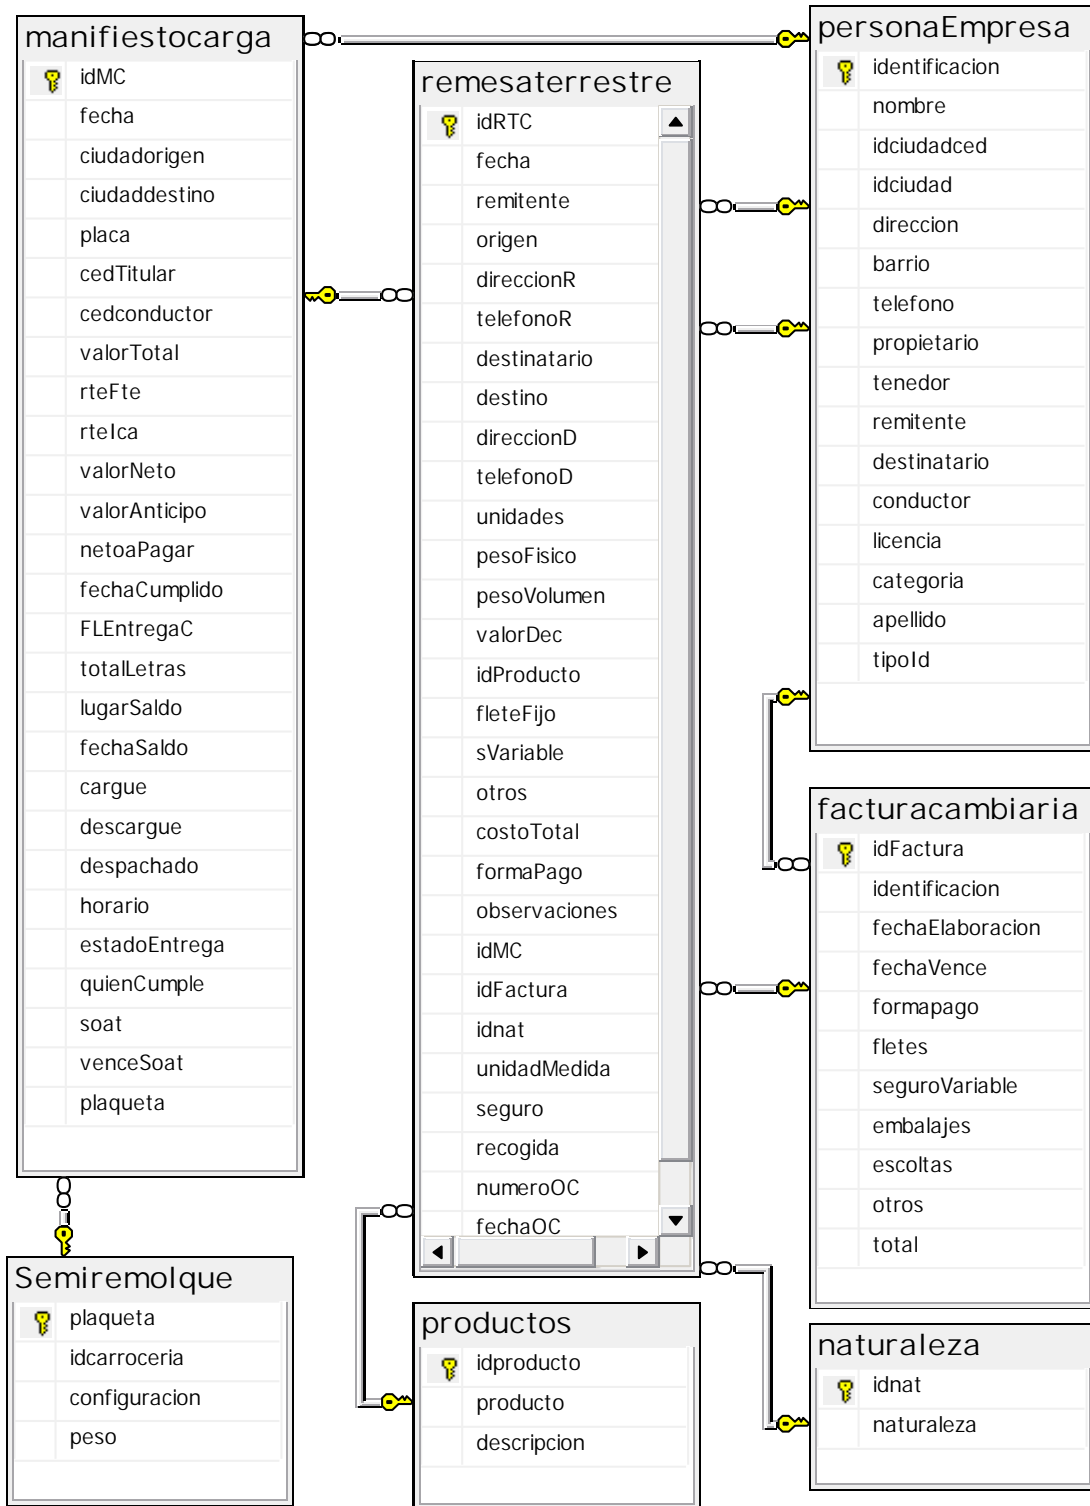 manifiestocarga
idMC
fecha
ciudadorigen
ciudaddestino
placa
cedTitular
cedconductor
valorTotal
rteFte
rteIca
valorNeto
valorAnticipo
netoaPagar
fechaCumplido
FLEntregaC
totalLetras
lugarSaldo
fechaSaldo
cargue
descargue
despachado
horario
estadoEntrega
quienCumple
soat
venceSoat
plaqueta
remesaterrestre
idRTC
fecha
remitente
origen
direccionR
telefonoR
destinatario
destino
direccionD
telefonoD
unidades
pesoFisico
pesoVolumen
valorDec
idProducto
fleteFijo
sVariable
otros
costoTotal
formaPago
observaciones
idMC
idFactura
idnat
unidadMedida
seguro
recogida
numeroOC
fechaOC
personaEmpresa
identificacion
nombre
idciudadced
idciudad
direccion
barrio
telefono
propietario
tenedor
remitente
destinatario
conductor
licencia
categoria
apellido
tipoId
facturacambiaria
idFactura
identificacion
fechaElaboracion
fechaVence
formapago
fletes
seguroVariable
embalajes
escoltas
otros
total
Semiremolque
plaqueta
idcarroceria
configuracion
peso
productos
idproducto
producto
descripcion
naturaleza
idnat
naturaleza